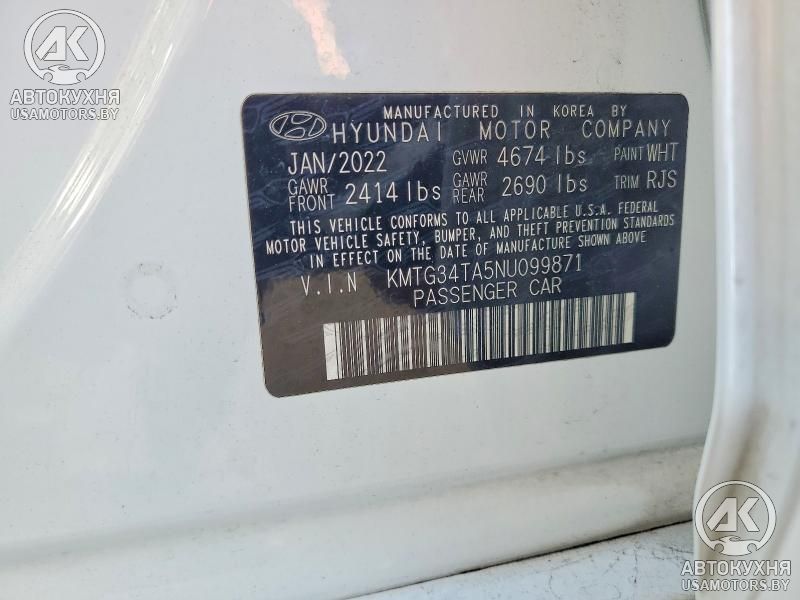 AK
АВТОКУХНЯ
USAMOTORS.BY
MANUFACTURED IN KOREA BY
HYUNDAI MOTOR COMPANY
JAN/2022 GVWR 4674 lbs PAINT WHT
GAWR FRONT 2414 lbs GAWR REAR 2690 lbs TRIM RJS
THIS VEHICLE CONFORMS TO ALL APPLICABLE U.S.A. FEDERAL
MOTOR VEHICLE SAFETY, BUMPER, AND THEFT PREVENTION STANDARDS
IN EFFECT ON THE DATE OF MANUFACTURE SHOWN ABOVE
V.I.N KMTG34TA5NU099871
PASSENGER CAR
AK
АВТОКУХНЯ
USAMOTORS.BY